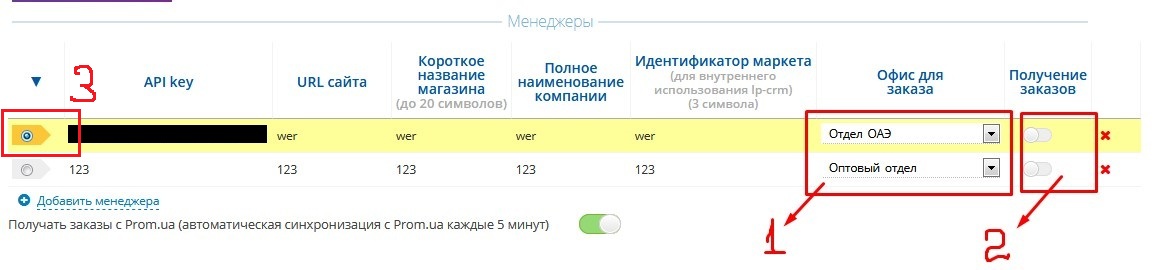 Менеджеры
▼ API key URL сайта Короткое название магазина (до 20 символов) Полное наименование компании Идентификатор маркета (для внутреннего использования lp-crm) (3 символа) Офис для заказа Получение заказов
3
wer wer wer wer Отдел ОАЭ
123 123 123 123 123 Оптовый отдел
Добавить менеджера
Получать заказы с Prom.ua (автоматическая синхронизация с Prom.ua каждые 5 минут)
1
2